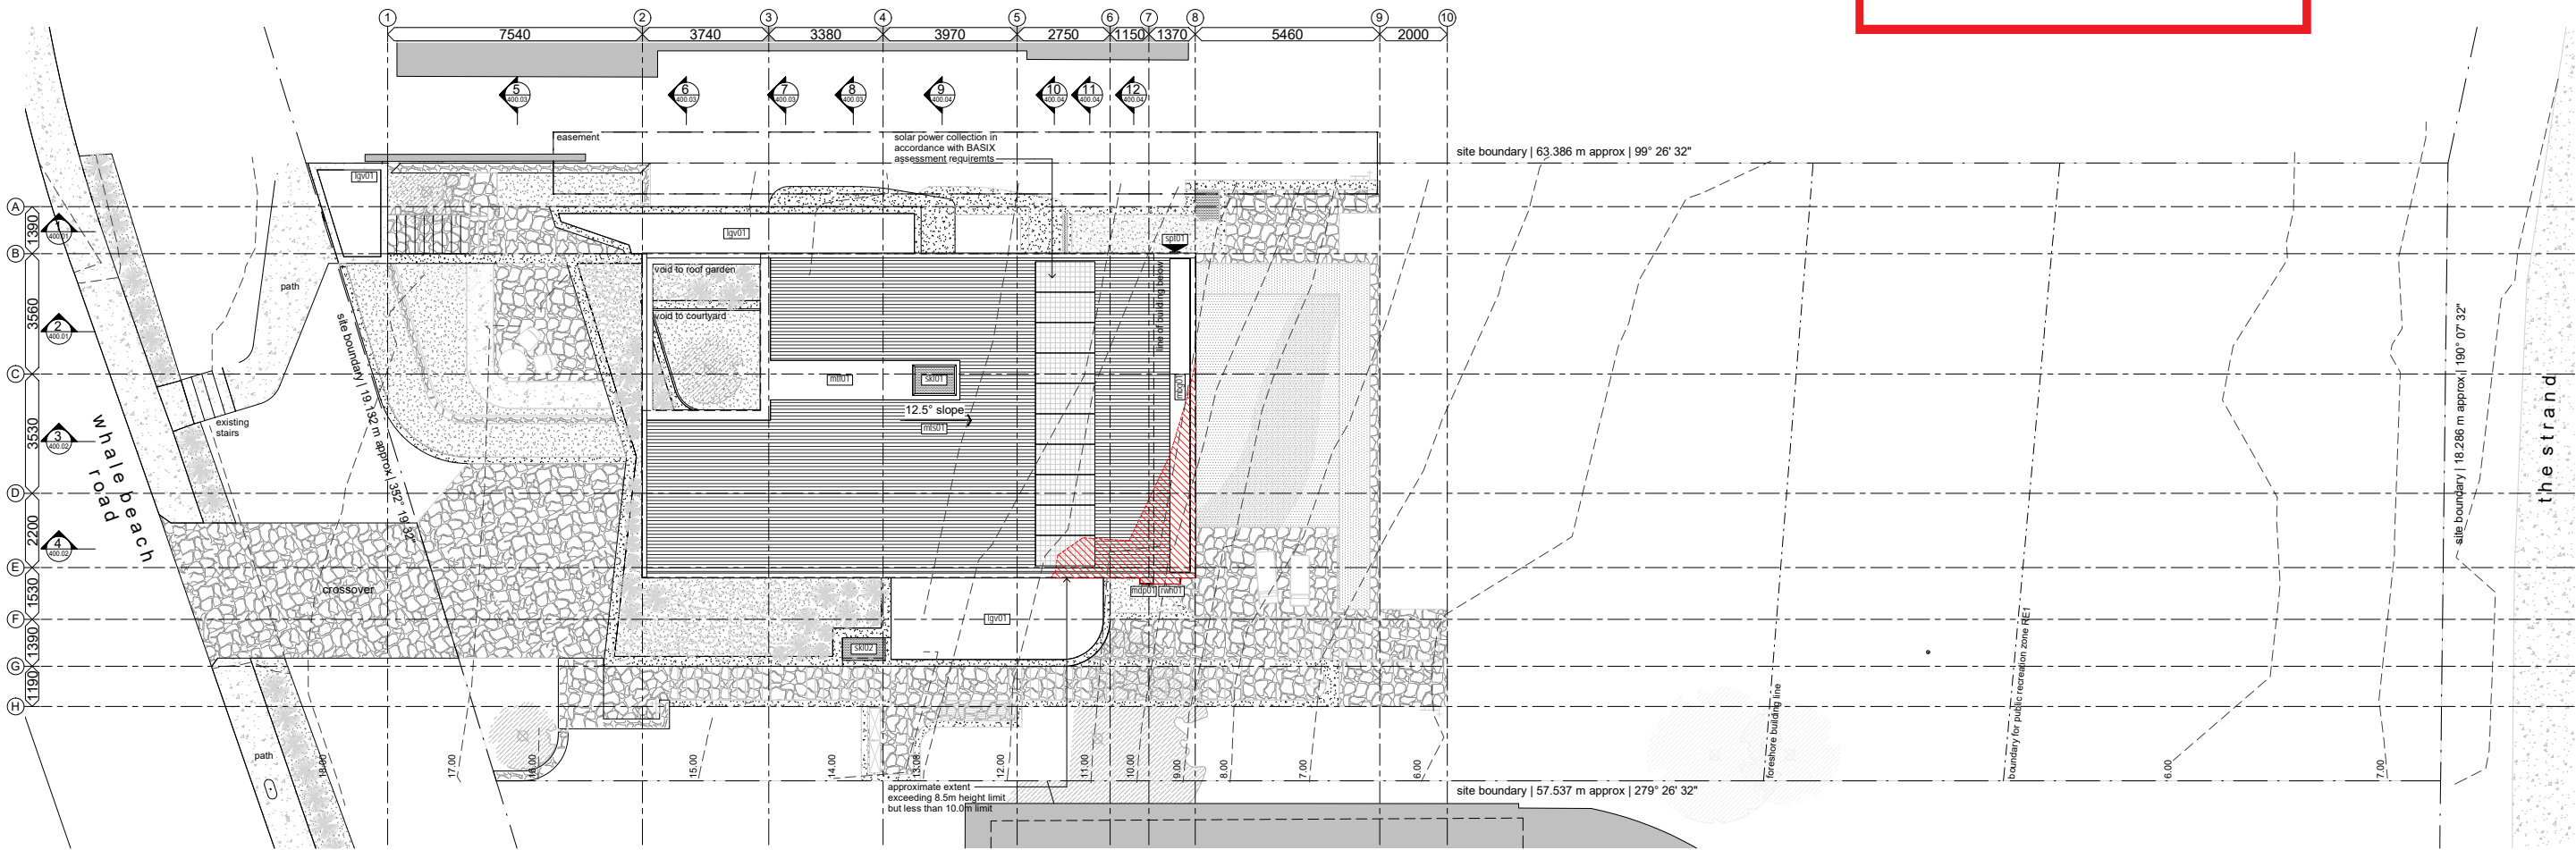 1 2 3 4 5 6 7 8 9 10
7540 3740 3380 3970 2750 1150 1370 5460 2000
5 400.03
6 400.03
7 400.03
8 400.03
9 400.04
10 400.04
11 400.04
12 400.04
easement
solar power collection in
accordance with BASIX
assessment requiremts
site boundary | 63.386 m approx | 99° 26' 32"
lgv01
A
1390
1 400.01
B
lgv01
spt01
void to roof garden
line of building below
path
3560
2 400.01
void to courtyard
site boundary | 19.132 m approx | 352° 19' 32"
site boundary | 18.286 m approx | 190° 07' 32"
C
mtl01
skl01
mbg01
12.5° slope
mts01
existing
stairs
3530
3 400.02
whale beach
road
the strand
D
2200
4 400.02
E
crossover
1530
mdp01
rwh01
F
lgv01
1390
skl02
G
1190
H
foreshore building line
boundary for public recreation zone RE1
path
18.00
17.00
16.00
15.00
14.00
13.00
12.00
11.00
10.00
9.00
8.00
7.00
6.00
6.00
7.00
approximate extent
exceeding 8.5m height limit
but less than 10.0m limit
site boundary | 57.537 m approx | 279° 26' 32"